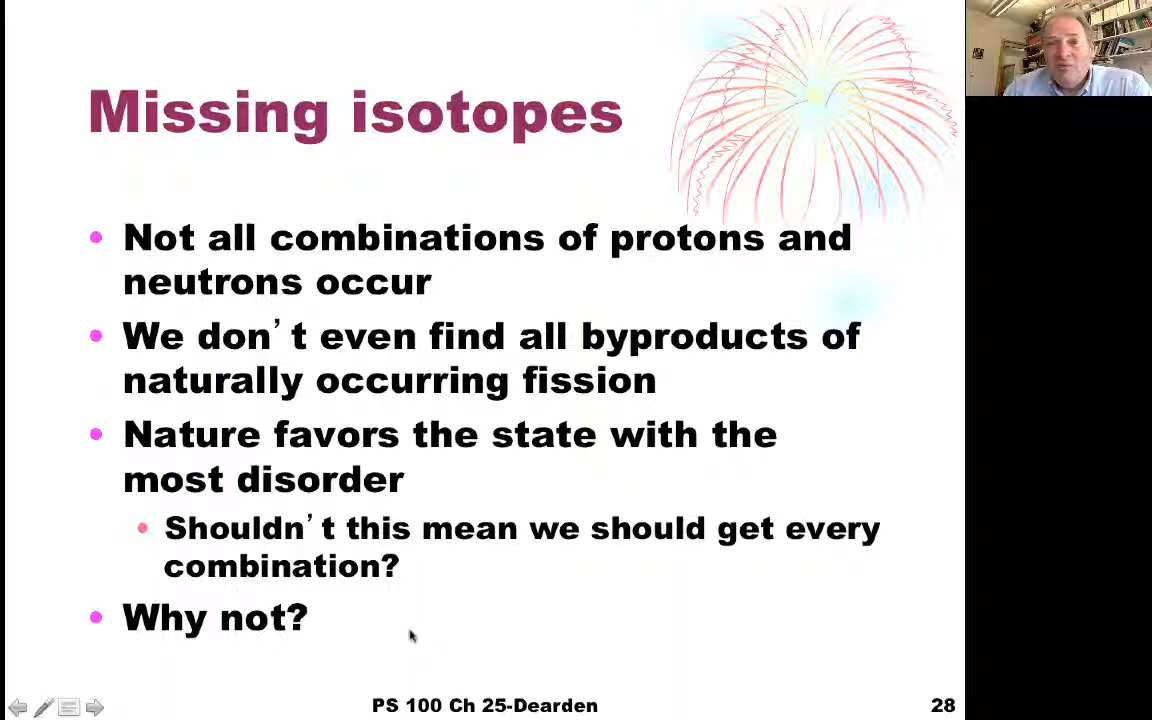 Missing isotopes
• Not all combinations of protons and
neutrons occur
• We don’t even find all byproducts of
naturally occurring fission
• Nature favors the state with the
most disorder
• Shouldn’t this mean we should get every
combination?
• Why not?
PS 100 Ch 25-Dearden
28